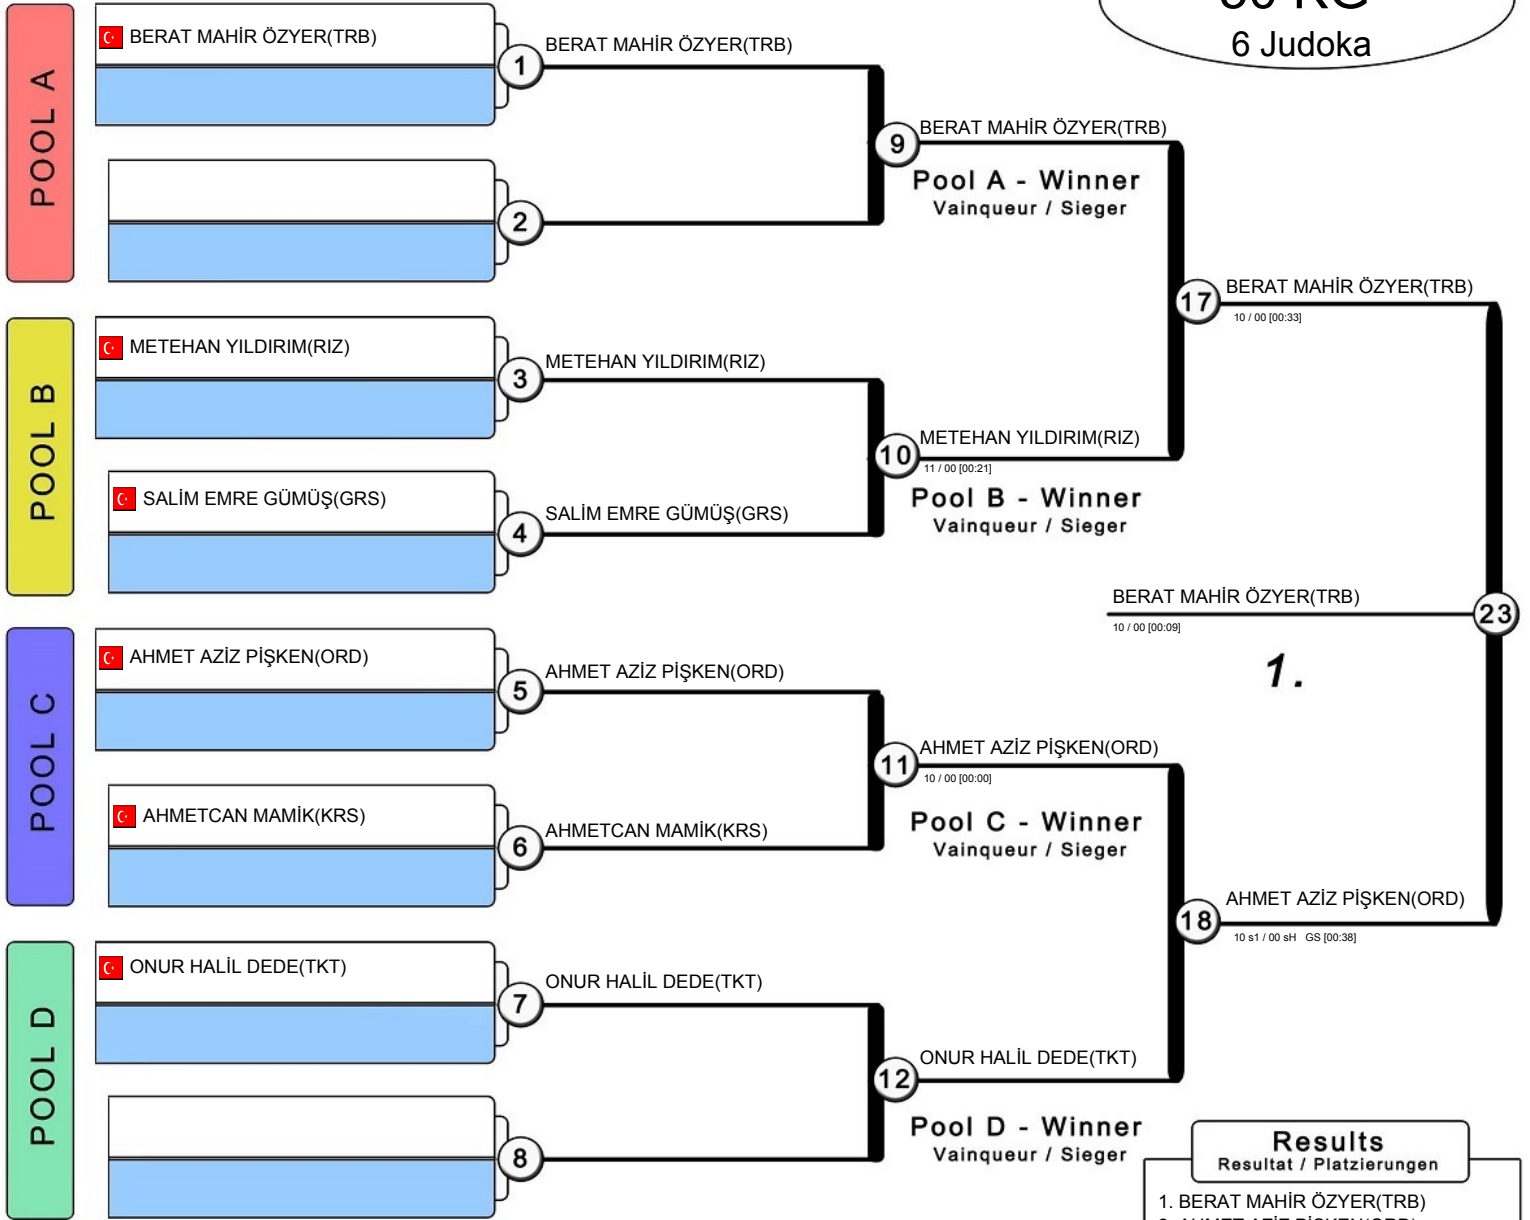 6 Judoka
POOL A
BERAT MAHİR ÖZYER(TRB)
1
BERAT MAHİR ÖZYER(TRB)
2
9
BERAT MAHİR ÖZYER(TRB)
Pool A - Winner
Vainqueur / Sieger
POOL B
METEHAN YILDIRIM(RIZ)
3
METEHAN YILDIRIM(RIZ)
SALİM EMRE GÜMÜŞ(GRS)
4
SALİM EMRE GÜMÜŞ(GRS)
10
METEHAN YILDIRIM(RIZ)
11 / 00 [00:21]
Pool B - Winner
Vainqueur / Sieger
17
BERAT MAHİR ÖZYER(TRB)
10 / 00 [00:33]
POOL C
AHMET AZİZ PİŞKEN(ORD)
5
AHMET AZİZ PİŞKEN(ORD)
AHMETCAN MAMİK(KRS)
6
AHMETCAN MAMİK(KRS)
11
AHMET AZİZ PİŞKEN(ORD)
10 / 00 [00:00]
Pool C - Winner
Vainqueur / Sieger
POOL D
ONUR HALİL DEDE(TKT)
7
ONUR HALİL DEDE(TKT)
8
12
ONUR HALİL DEDE(TKT)
Pool D - Winner
Vainqueur / Sieger
18
AHMET AZİZ PİŞKEN(ORD)
10 s1 / 00 sH GS [00:38]
BERAT MAHİR ÖZYER(TRB)
23
10 / 00 [00:09]
1.
Results
Resultat / Platzierungen
1. BERAT MAHİR ÖZYER(TRB)